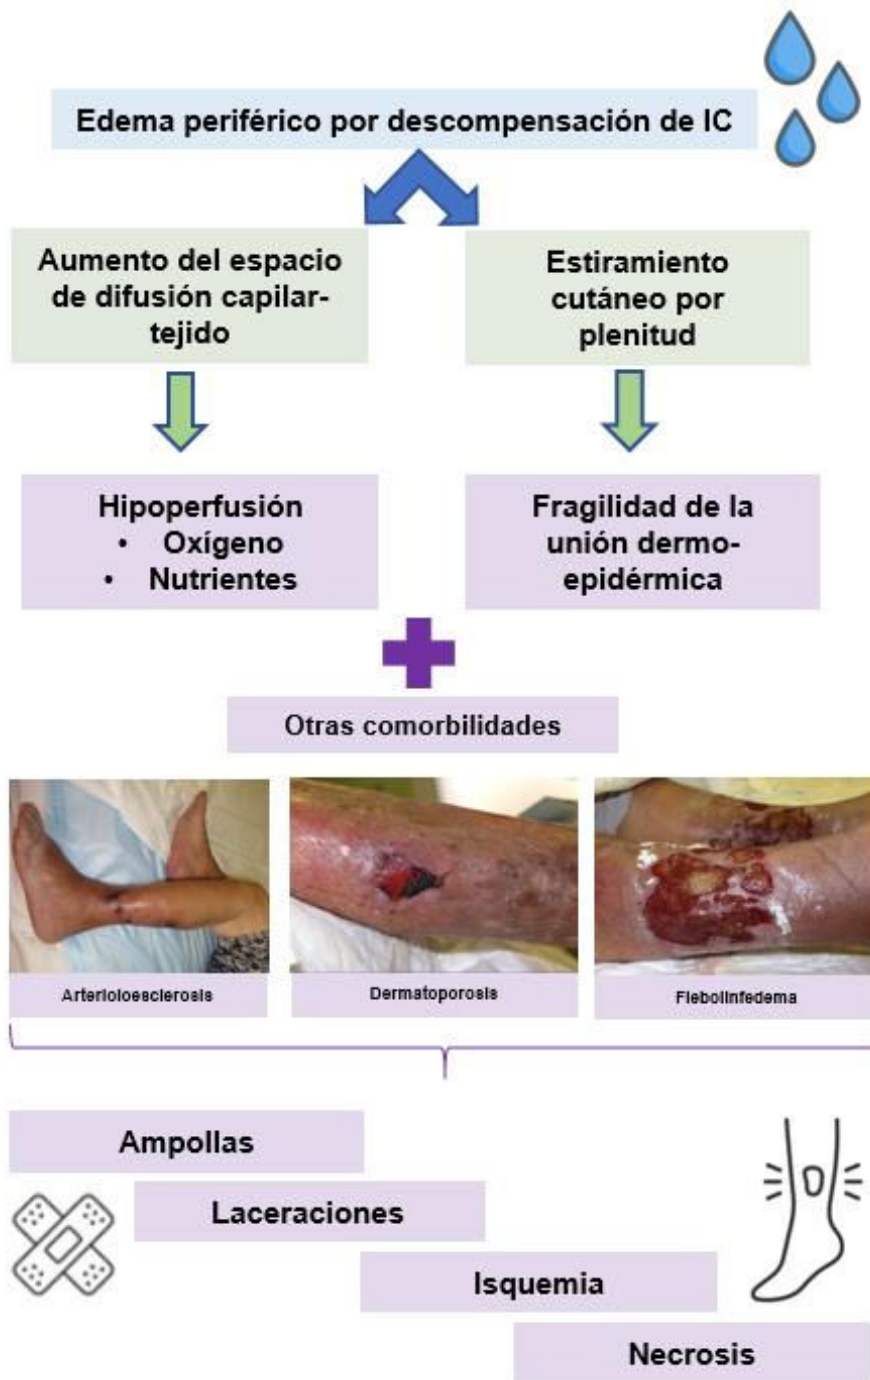 Edema periférico por descompensación de IC
Aumento del espacio
de difusión capilar-
tejido
Estiramiento
cutáneo por
plenitud
Hipoperfusión
• Oxígeno
• Nutrientes
Fragilidad de la
unión dermo-
epidérmica
Otras comorbilidades
Arterioloesclerosis
Dermatoporosis
Flebolinfedema
Ampollas
Laceraciones
Isquemia
Necrosis